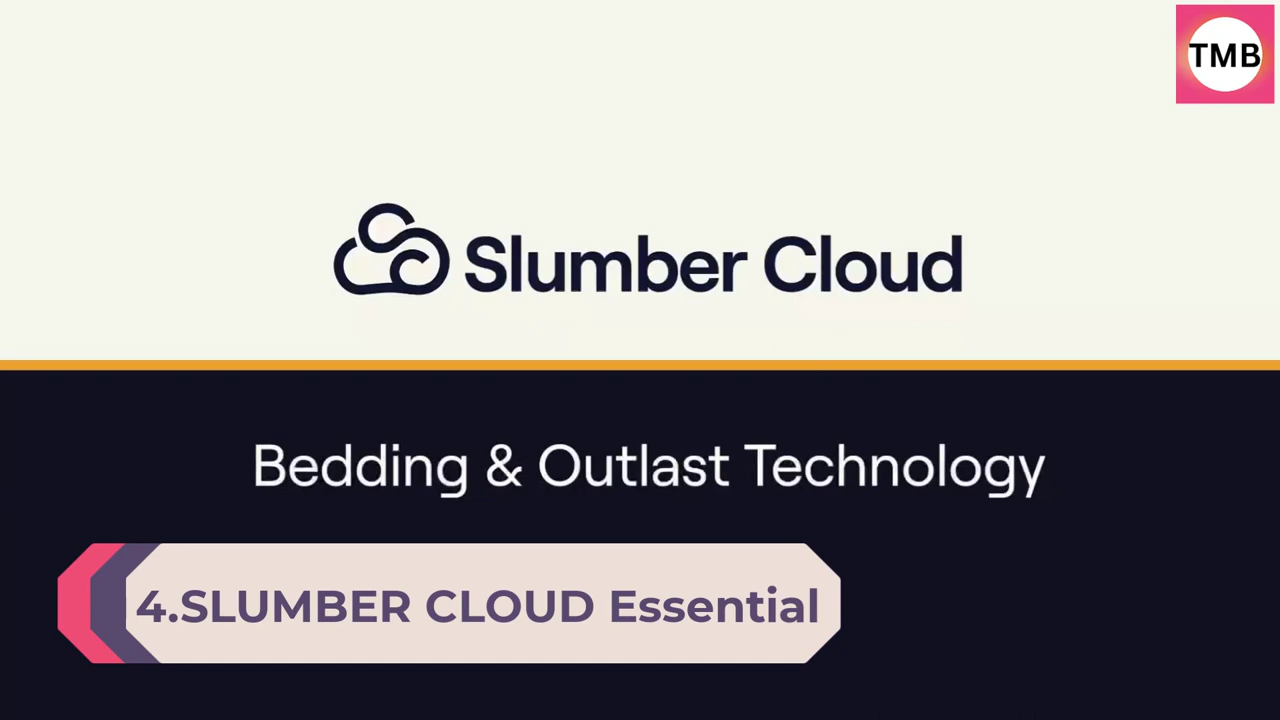 TMB
Slumber Cloud
Bedding & Outlast Technology
4.SLUMBER CLOUD Essential